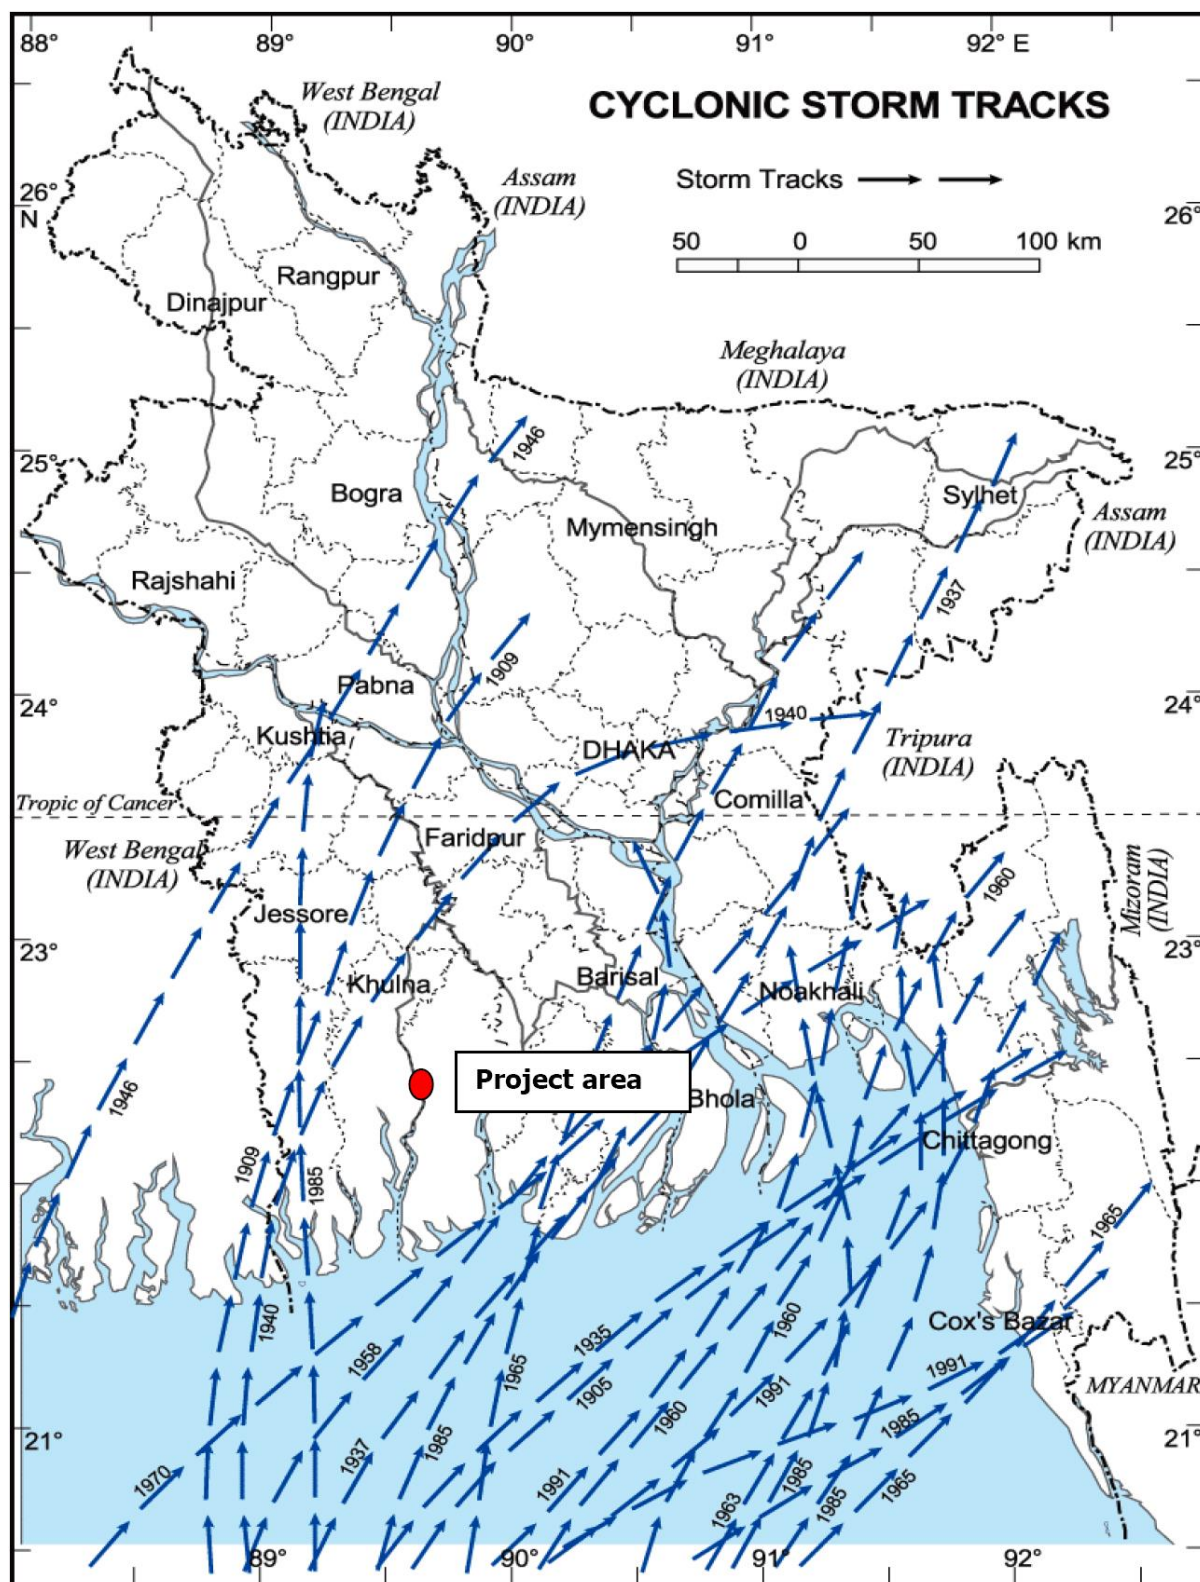 88°
89°
90°
91°
92° E
West Bengal
(INDIA)
CYCLONIC STORM TRACKS
Storm Tracks
Assam
(INDIA)
26°
N
26°
50
0
50
100 km
Rangpur
Dinajpur
Meghalaya
(INDIA)
1946
25°
25°
Bogra
Sylhet
Mymensingh
Assam
(INDIA)
Rajshahi
1937
1909
Pabna
24°
24°
1940
Kushtia
DHAKA
Tripura
(INDIA)
Tropic of Cancer
Comilla
Faridpur
West Bengal
(INDIA)
1960
Mizoram
(INDIA)
Jessore
23°
23°
Khulna
Barisal
Noakhali
Project area
1946
Bhola
Chittagong
1909
1985
1965
1940
1960
Cox's Bazar
1935
1958
1965
1991
MYANMAR
1905
1991
1960
1985
21°
21°
1937
1985
1970
1991
1985
1965
1963
1985
89°
90°
91°
92°